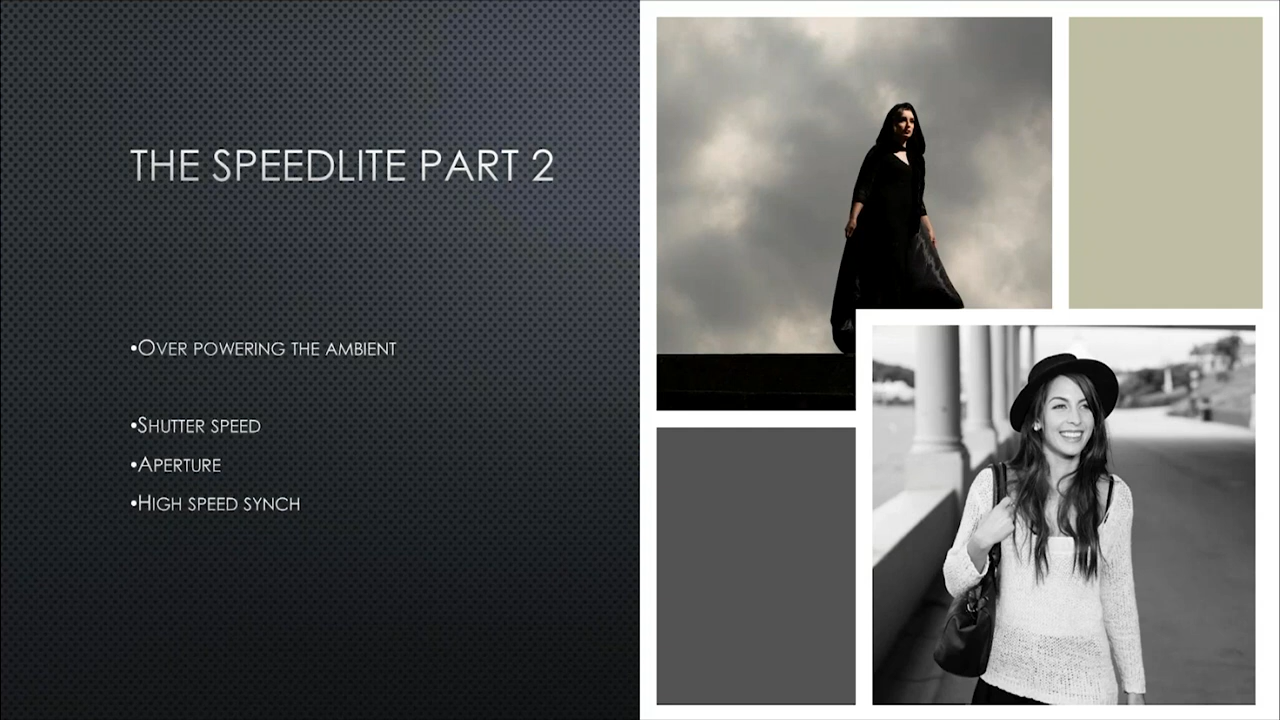 THE SPEEDLITE PART 2
•OVER POWERING THE AMBIENT
•SHUTTER SPEED
•APERTURE
•HIGH SPEED SYNCH